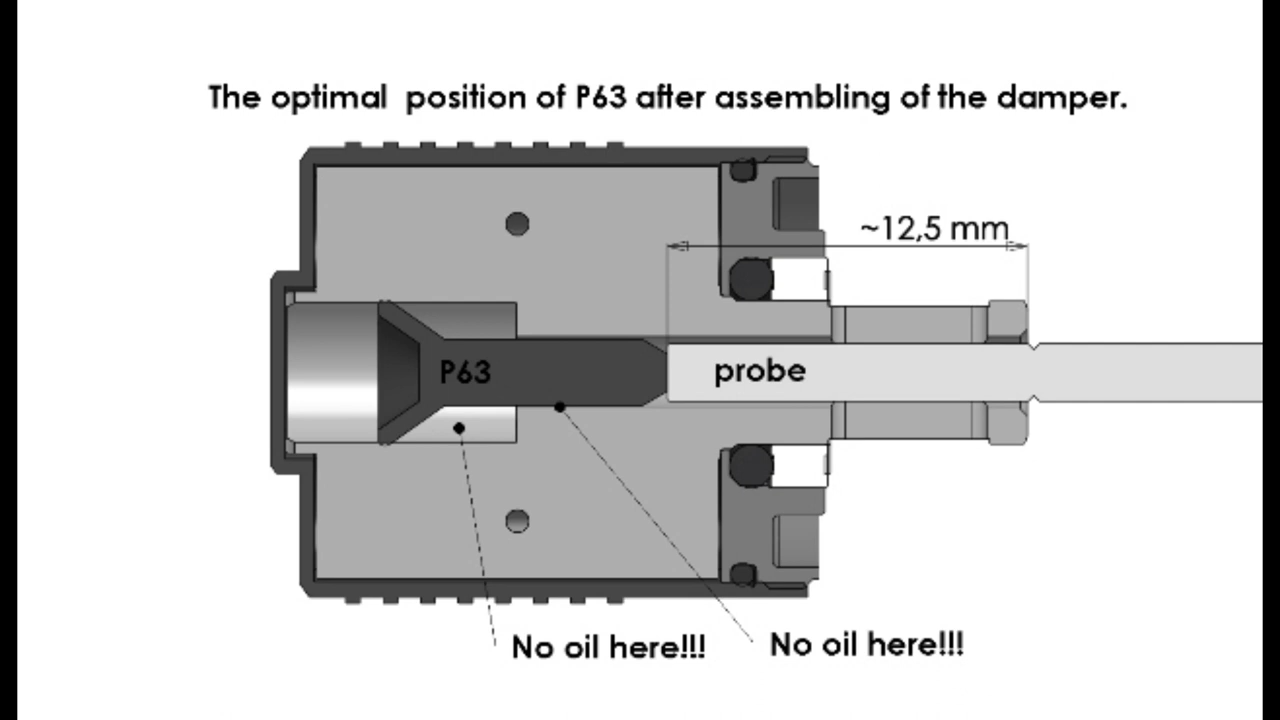 The optimal position of P63 after assembling of the damper.
~12,5 mm
P63
probe
No oil here!!!
No oil here!!!